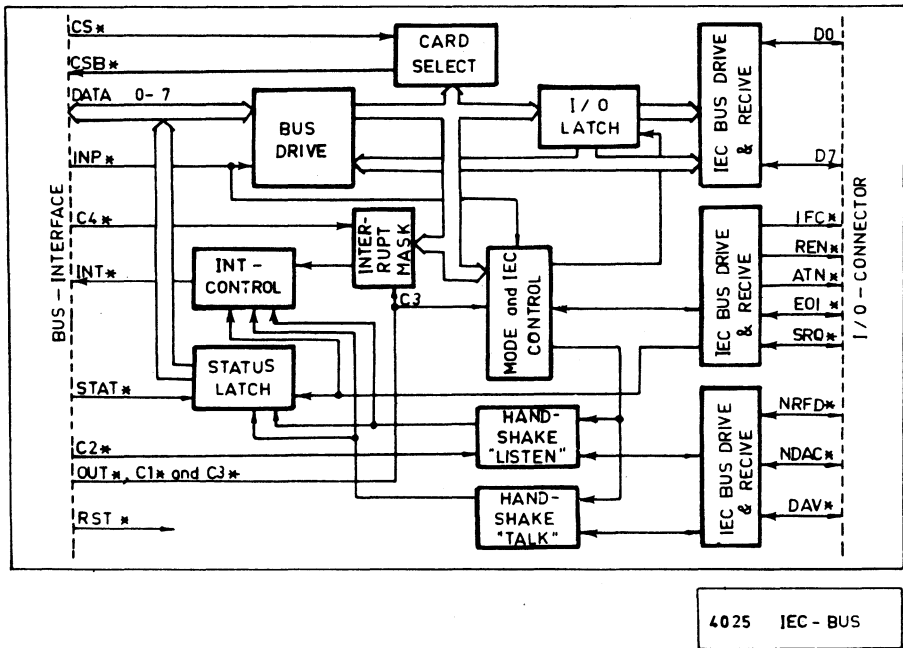 BUS-INTERFACE
CS*
CSB*
DATA 0-7
INP*
C4*
INT*
STAT*
C2*
OUT*, C1* and C3*
RST*
CARD
SELECT
BUS
DRIVE
I/O
LATCH
IEC BUS DRIVE
& RECIVE
INTER-
RUPT
MASK
C3
INT-
CONTROL
MODE and IEC
CONTROL
IEC BUS DRIVE
& RECIVE
STATUS
LATCH
HAND-
SHAKE
"LISTEN"
HAND-
SHAKE
"TALK"
IEC BUS DRIVE
& RECIVE
D0
D7
IFC*
REN*
ATN*
EOI*
SRQ*
NRFD*
NDAC*
DAV*
I/O-CONNECTOR
4025 IEC-BUS